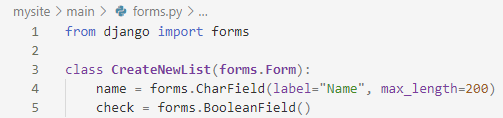 mysite > main > forms.py > ...
1 from django import forms
2
3 class CreateNewList(forms.Form):
4     name = forms.CharField(label="Name", max_length=200)
5     check = forms.BooleanField()